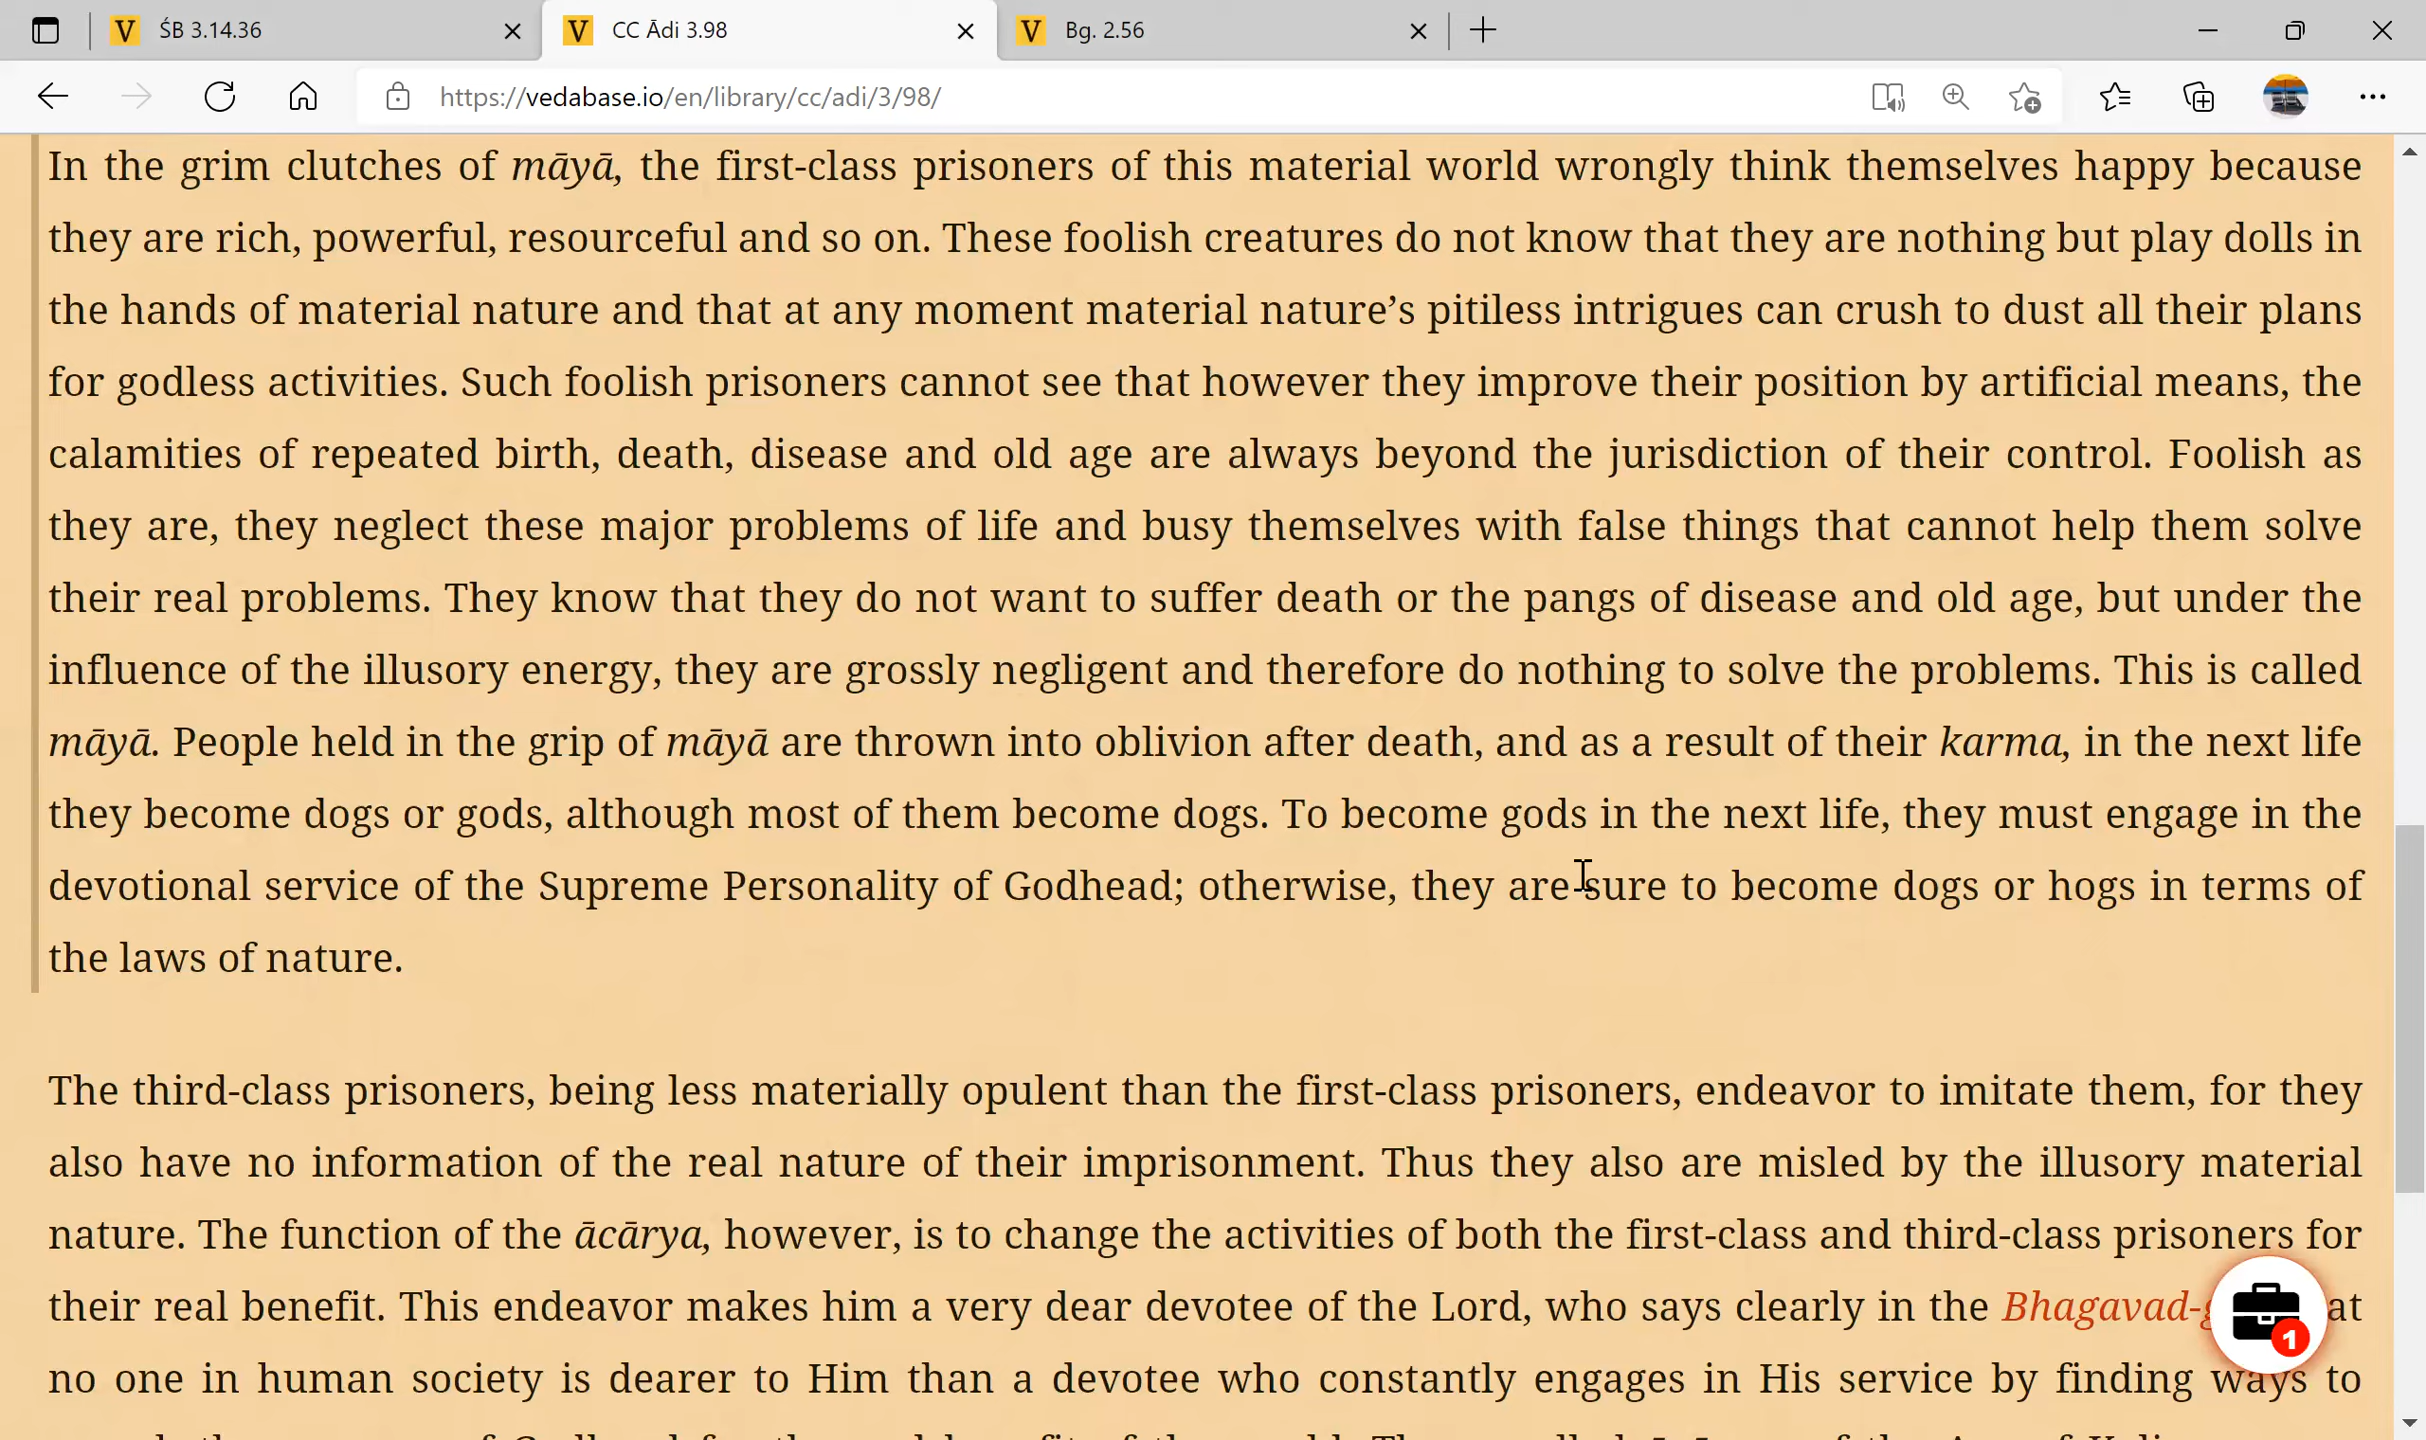 ŚB 3.14.36
CC Ādi 3.98
Bg. 2.56
https://vedabase.io/en/library/cc/adi/3/98/
In the grim clutches of māyā, the first-class prisoners of this material world wrongly think themselves happy because
they are rich, powerful, resourceful and so on. These foolish creatures do not know that they are nothing but play dolls in
the hands of material nature and that at any moment material nature’s pitiless intrigues can crush to dust all their plans
for godless activities. Such foolish prisoners cannot see that however they improve their position by artificial means, the
calamities of repeated birth, death, disease and old age are always beyond the jurisdiction of their control. Foolish as
they are, they neglect these major problems of life and busy themselves with false things that cannot help them solve
their real problems. They know that they do not want to suffer death or the pangs of disease and old age, but under the
influence of the illusory energy, they are grossly negligent and therefore do nothing to solve the problems. This is called
māyā. People held in the grip of māyā are thrown into oblivion after death, and as a result of their karma, in the next life
they become dogs or gods, although most of them become dogs. To become gods in the next life, they must engage in the
devotional service of the Supreme Personality of Godhead; otherwise, they are sure to become dogs or hogs in terms of
the laws of nature.
The third-class prisoners, being less materially opulent than the first-class prisoners, endeavor to imitate them, for they
also have no information of the real nature of their imprisonment. Thus they also are misled by the illusory material
nature. The function of the ācārya, however, is to change the activities of both the first-class and third-class prisoners for
their real benefit. This endeavor makes him a very dear devotee of the Lord, who says clearly in the
1
no one in human society is dearer to Him than a devotee who constantly engages in His service by finding ways to